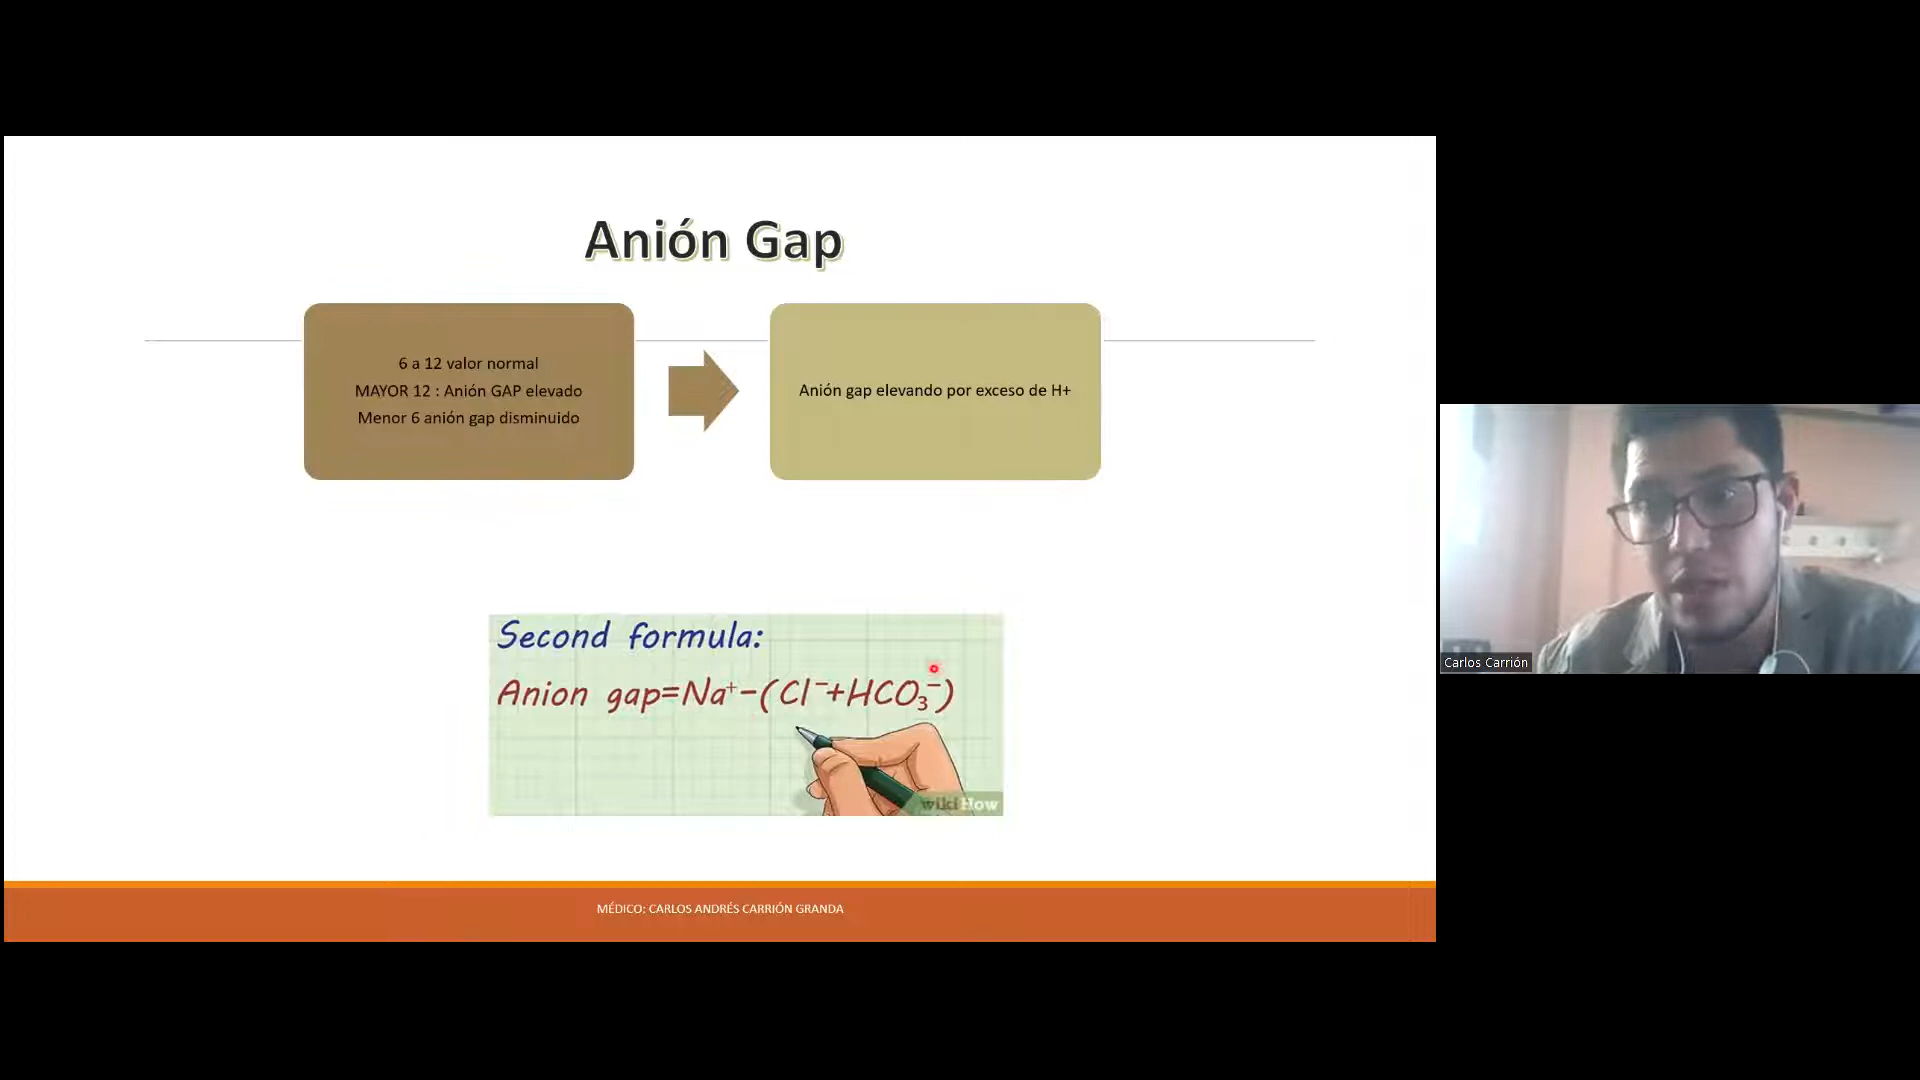 Anión Gap
6 a 12 valor normal
MAYOR 12 : Anión GAP elevado
Menor 6 anión gap disminuido
Anión gap elevando por exceso de H+
Second formula:
Anion gap=Na⁺-(Cl⁻+HCO₃⁻)
wikiHow
MÉDICO: CARLOS ANDRÉS CARRIÓN GRANDA
Carlos Carrión